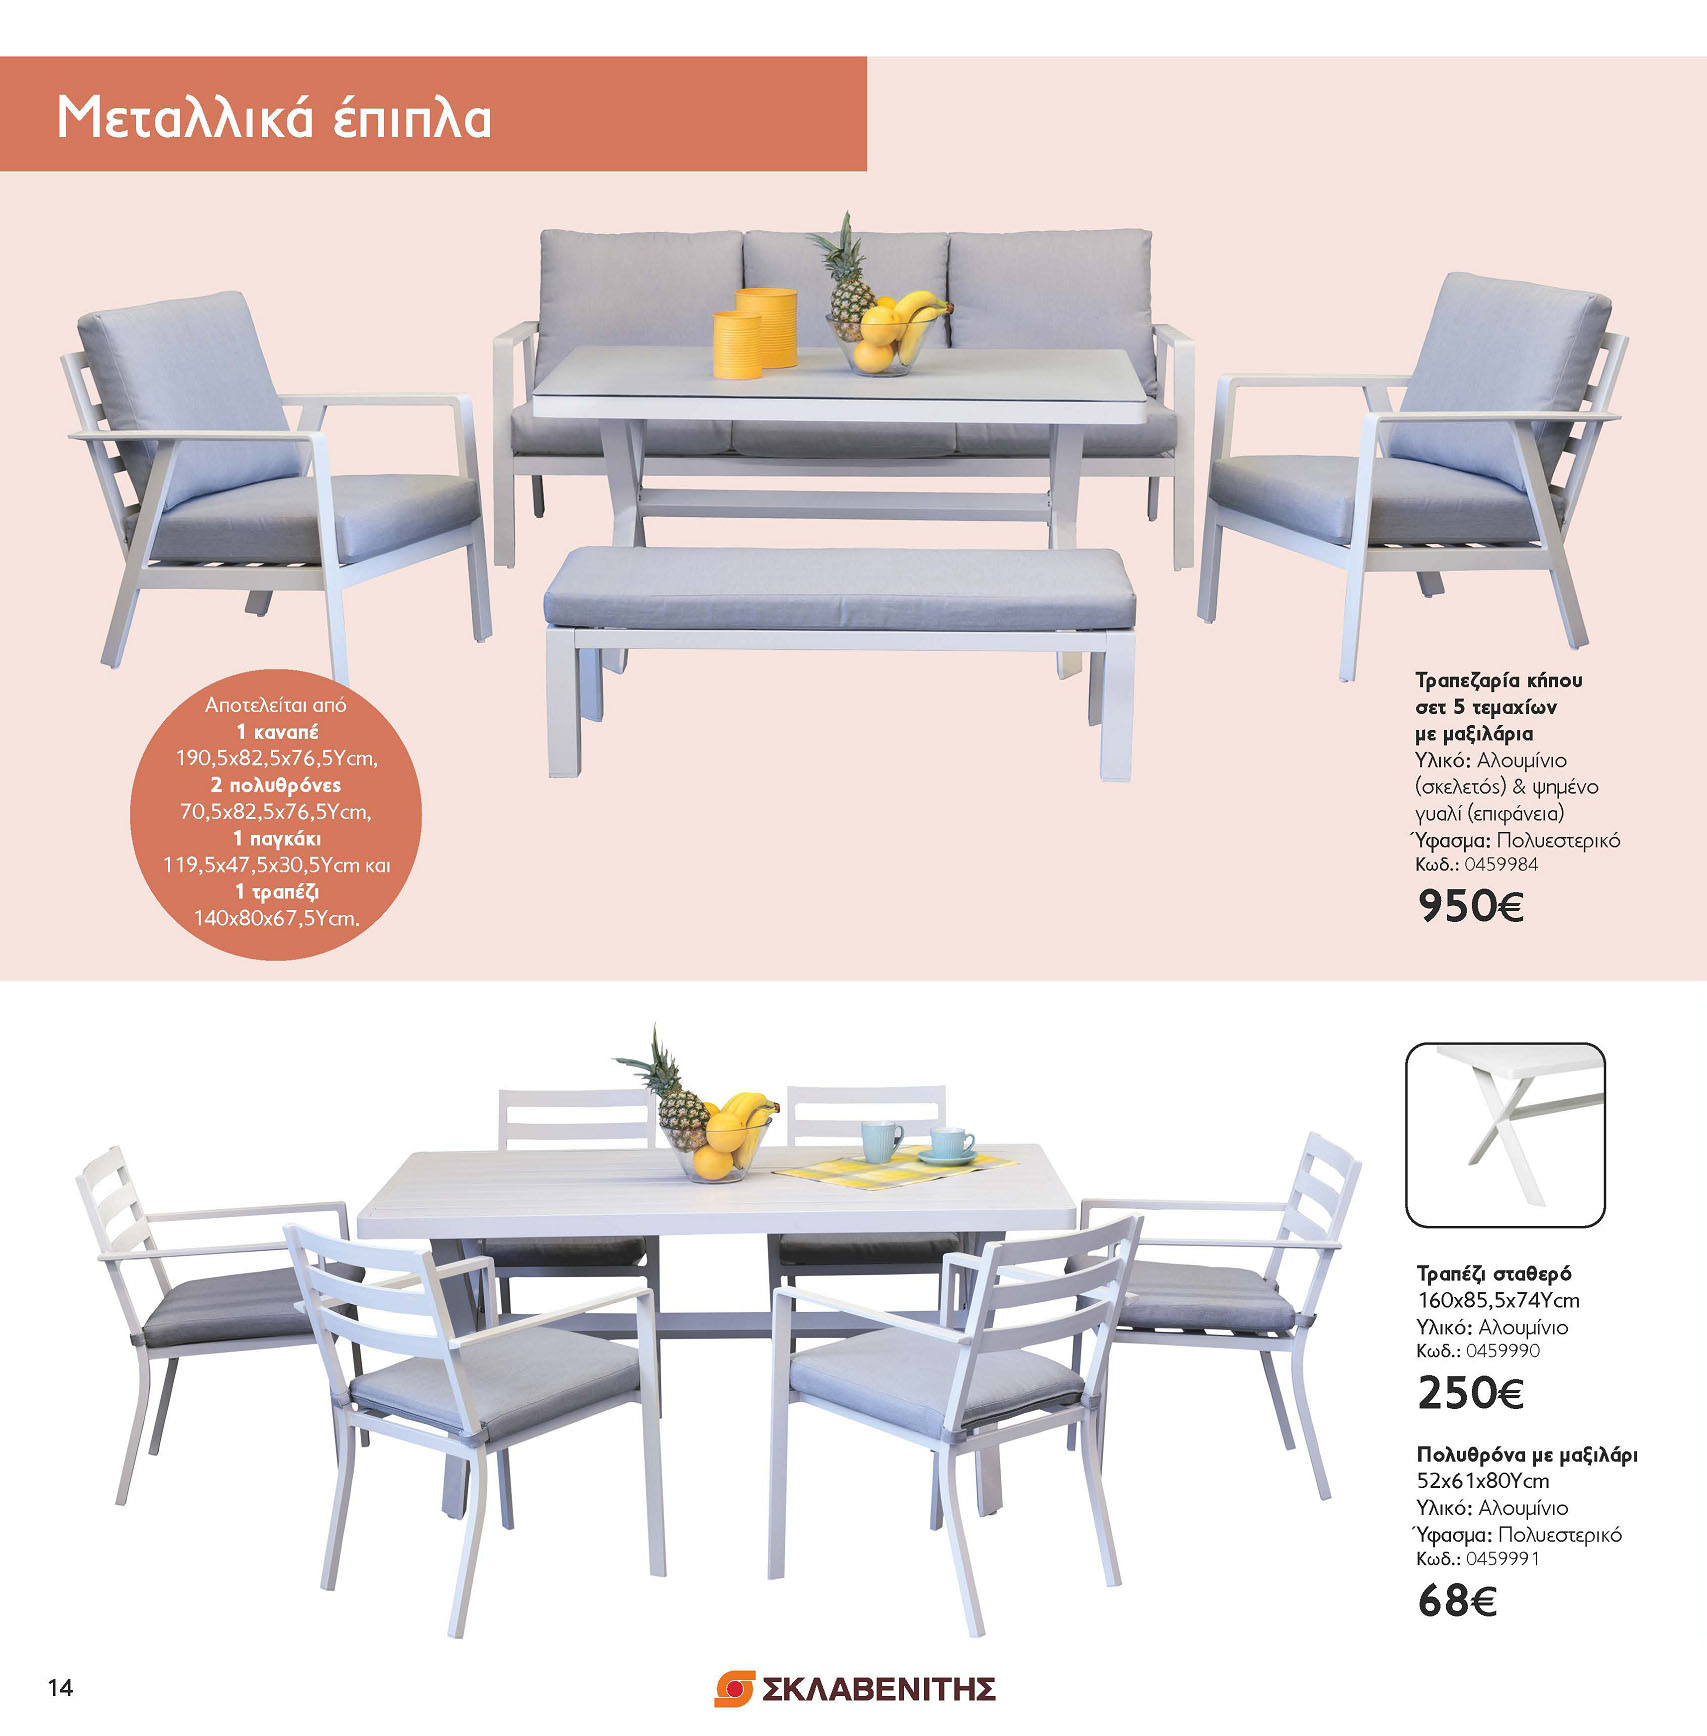 Μεταλλικά έπιπλα
Αποτελείται από
1 καναπέ
190,5x82,5x76,5Ycm,
2 πολυθρόνες
70,5x82,5x76,5Ycm,
1 παγκάκι
119,5x47,5x30,5Ycm και
1 τραπέζι
140x80x67,5Ycm.
Τραπεζαρία κήπου
σετ 5 τεμαχίων
με μαξιλάρια
Υλικό: Αλουμίνιο
(σκελετός) & ψημένο
γυαλί (επιφάνεια)
Ύφασμα: Πολυεστερικό
Κωδ.: 0459984
950€
Τραπέζι σταθερό
160x85,5x74Ycm
Υλικό: Αλουμίνιο
Κωδ.: 0459990
250€
Πολυθρόνα με μαξιλάρι
52x61x80Ycm
Υλικό: Αλουμίνιο
Ύφασμα: Πολυεστερικό
Κωδ.: 0459991
68€
14
ΣΚΛΑΒΕΝΙΤΗΣ